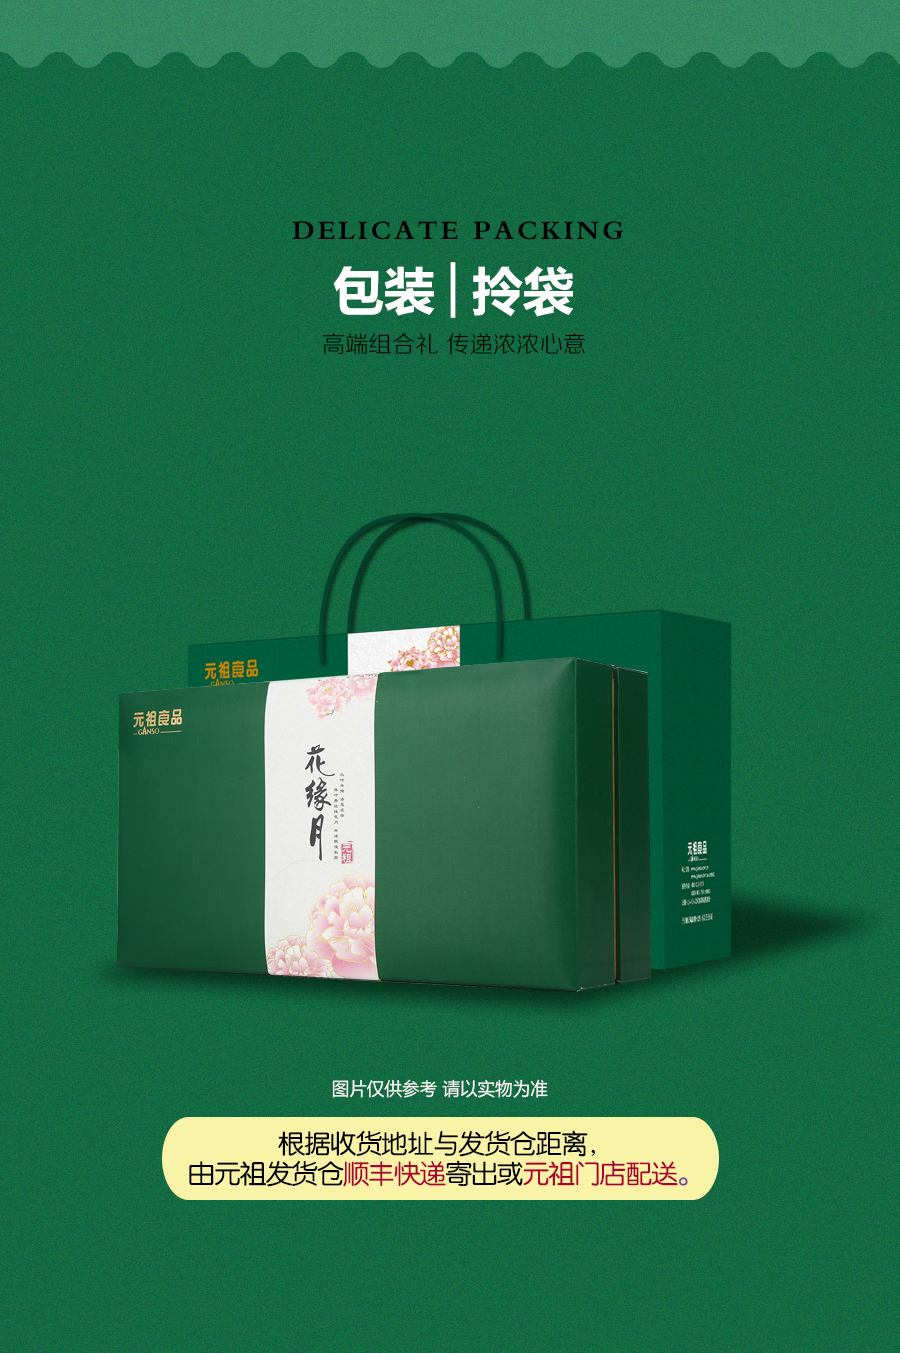 DELICATE PACKING
包装|拎袋
高端组合礼 传递浓浓心意
元祖食品
GANSO
元祖食品
GANSO
花缘月
元祖
元祖食品
GANSO
图片仅供参考 请以实物为准
根据收货地址与发货仓距离，
由元祖发货仓顺丰快递寄出或元祖门店配送。